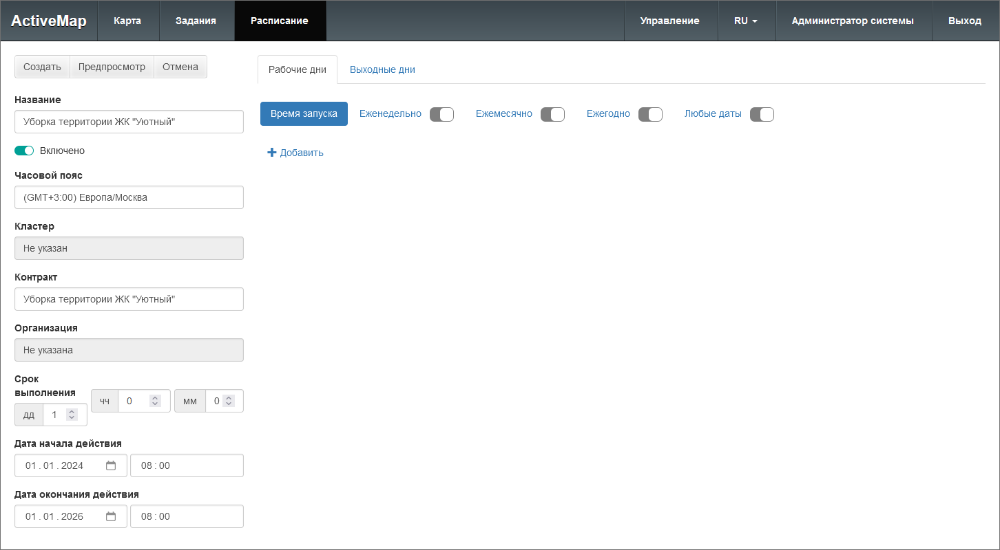 ActiveMap Карта Задания Расписание Управление RU Администратор системы Выход
Создать Предпросмотр Отмена
Название
Уборка территории ЖК "Уютный"
Включено
Часовой пояс
(GMT+3:00) Европа/Москва
Кластер
Не указан
Контракт
Уборка территории ЖК "Уютный"
Организация
Не указана
Срок
выполнения
дд 1 чч 0 мм 0
Дата начала действия
01 . 01 . 2024 08 : 00
Дата окончания действия
01 . 01 . 2026 08 : 00
Рабочие дни Выходные дни
Время запуска Еженедельно Ежемесячно Ежегодно Любые даты
Добавить